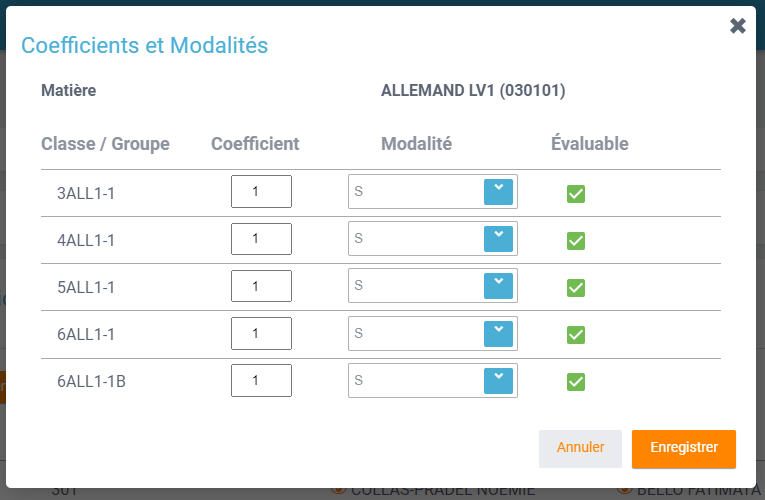 Coefficients et Modalités
Matière ALLEMAND LV1 (030101)
Classe / Groupe Coefficient Modalité Évaluable
3ALL1-1 1 S
4ALL1-1 1 S
5ALL1-1 1 S
6ALL1-1 1 S
6ALL1-1B 1 S
Annuler Enregistrer
301 COLLAS-PRADEL NOEMIE BELLO FATIMATA